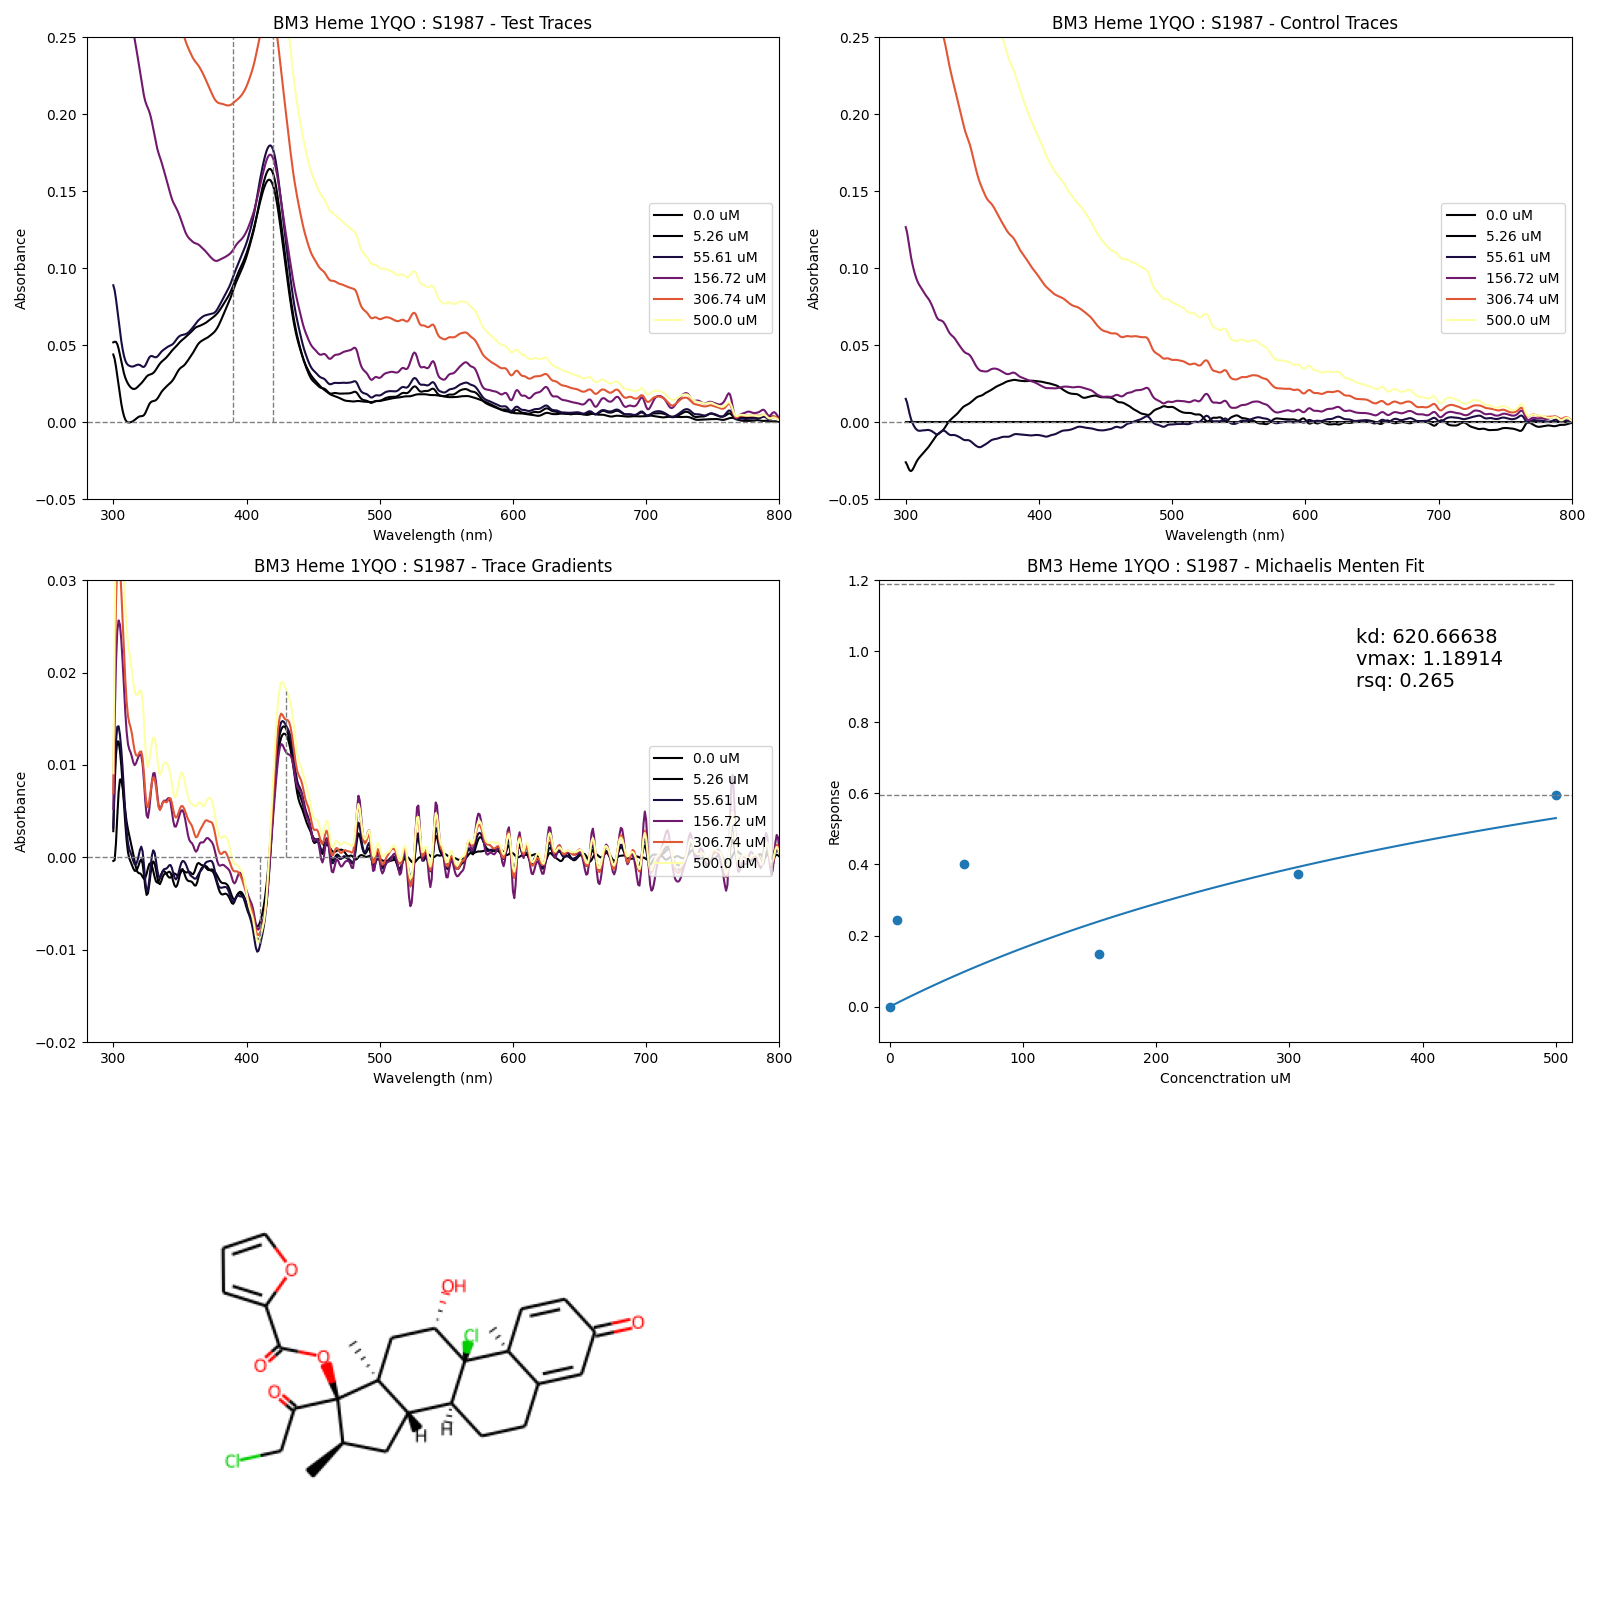 BM3 Heme 1YQO : S1987 - Test Traces
0.25
0.20
0.15
0.10
0.05
0.00
−0.05
Absorbance
300 400 500 600 700 800
Wavelength (nm)
0.0 uM
5.26 uM
55.61 uM
156.72 uM
306.74 uM
500.0 uM
BM3 Heme 1YQO : S1987 - Control Traces
0.25
0.20
0.15
0.10
0.05
0.00
−0.05
Absorbance
300 400 500 600 700 800
Wavelength (nm)
0.0 uM
5.26 uM
55.61 uM
156.72 uM
306.74 uM
500.0 uM
BM3 Heme 1YQO : S1987 - Trace Gradients
0.03
0.02
0.01
0.00
−0.01
−0.02
Absorbance
300 400 500 600 700 800
Wavelength (nm)
0.0 uM
5.26 uM
55.61 uM
156.72 uM
306.74 uM
500.0 uM
BM3 Heme 1YQO : S1987 - Michaelis Menten Fit
1.2
1.0
0.8
0.6
0.4
0.2
0.0
Response
0 100 200 300 400 500
Concenctration uM
kd: 620.66638
vmax: 1.18914
rsq: 0.265
O
OH
O
Cl
O
O
O
H
H
Cl